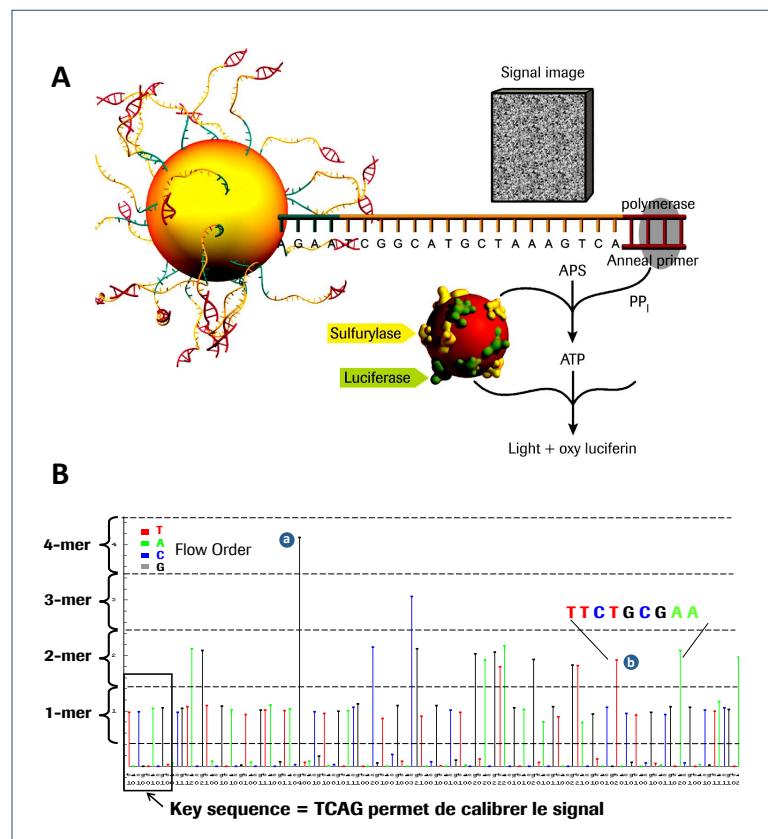 A
Signal image
polymerase
A G A A T C G G C A T G C T A A A G T C A
Anneal primer
APS
PPI
Sulfurylase
ATP
Luciferase
Light + oxy luciferin
B
4-mer
3-mer
2-mer
1-mer
T
A
C
G
Flow Order
a
TTCTGCGAA
b
Key sequence = TCAG permet de calibrer le signal